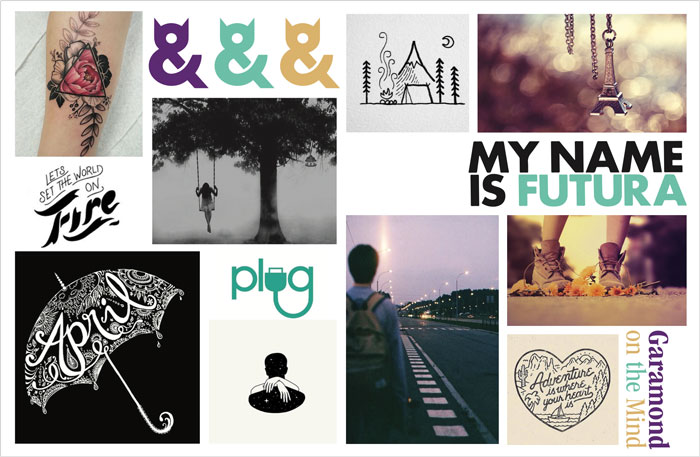 & & &
MY NAME
IS FUTURA
LET'S
SET THE WORLD
ON
Fire
April
plug
Adventure
is where
your heart
is
Garamond
on the Mind